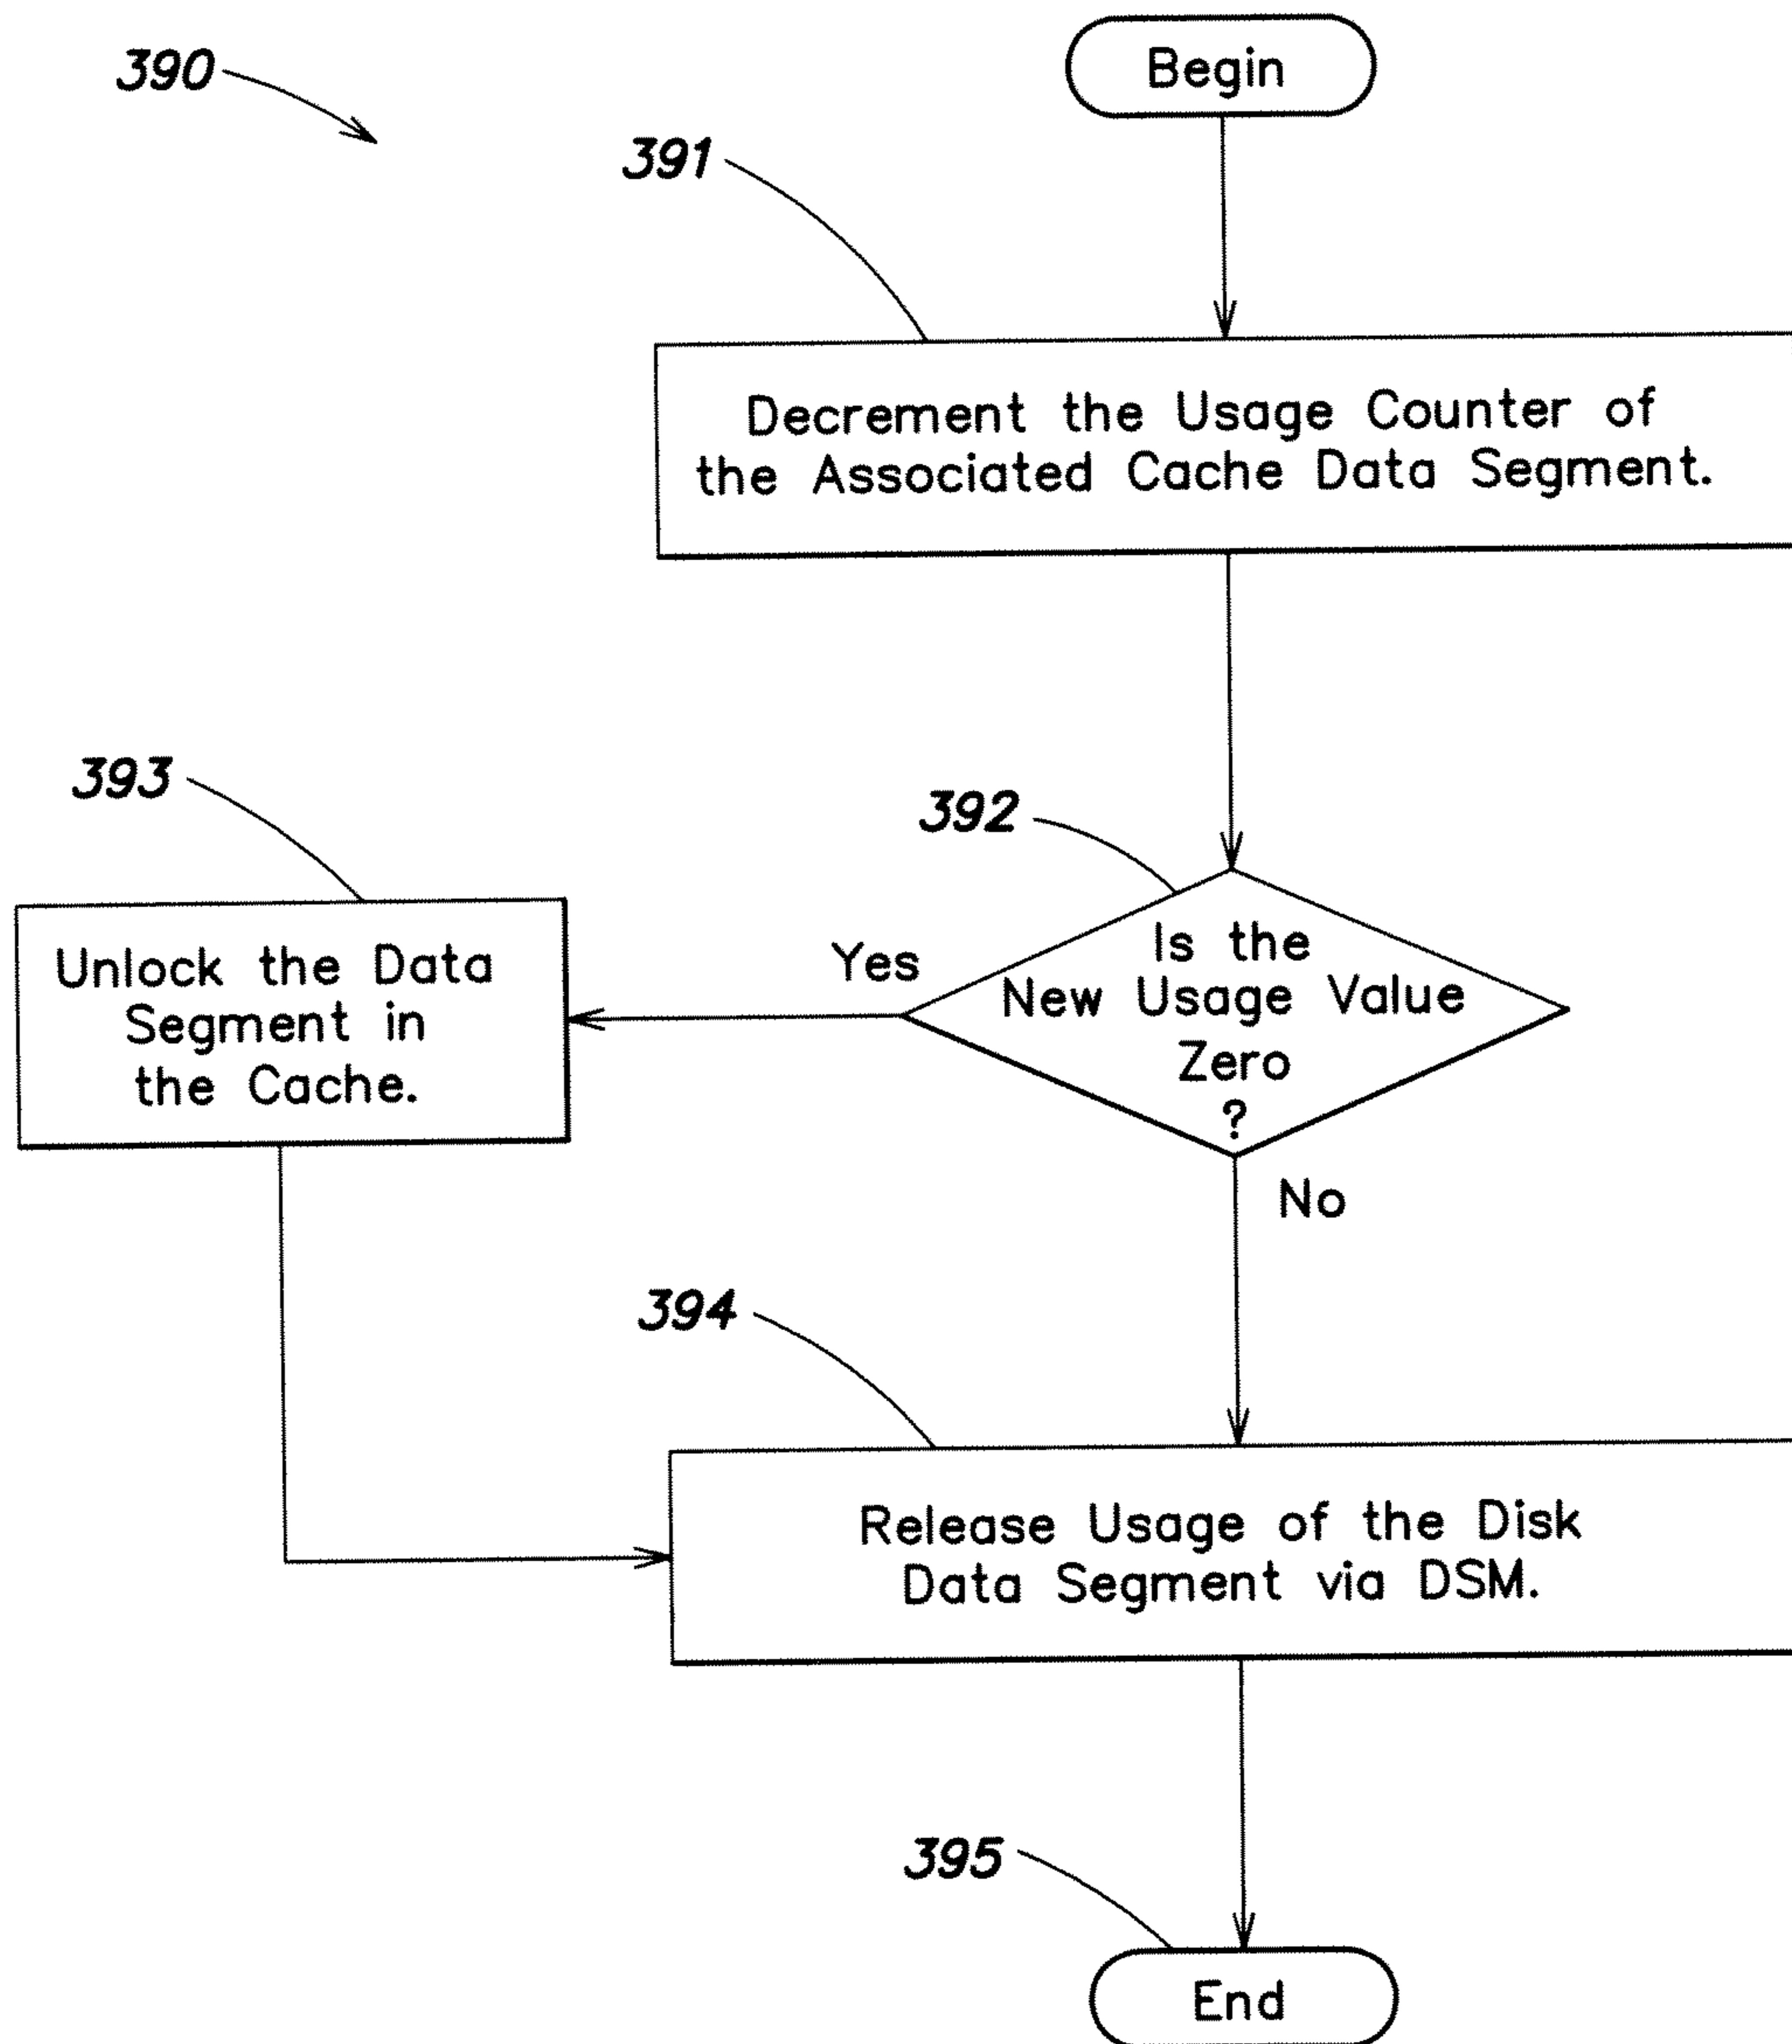 390
Begin
391
Decrement the Usage Counter of
the Associated Cache Data Segment.
393
392
Unlock the Data
Segment in
the Cache.
Yes
Is the
New Usage Value
Zero
?
No
394
Release Usage of the Disk
Data Segment via DSM.
395
End